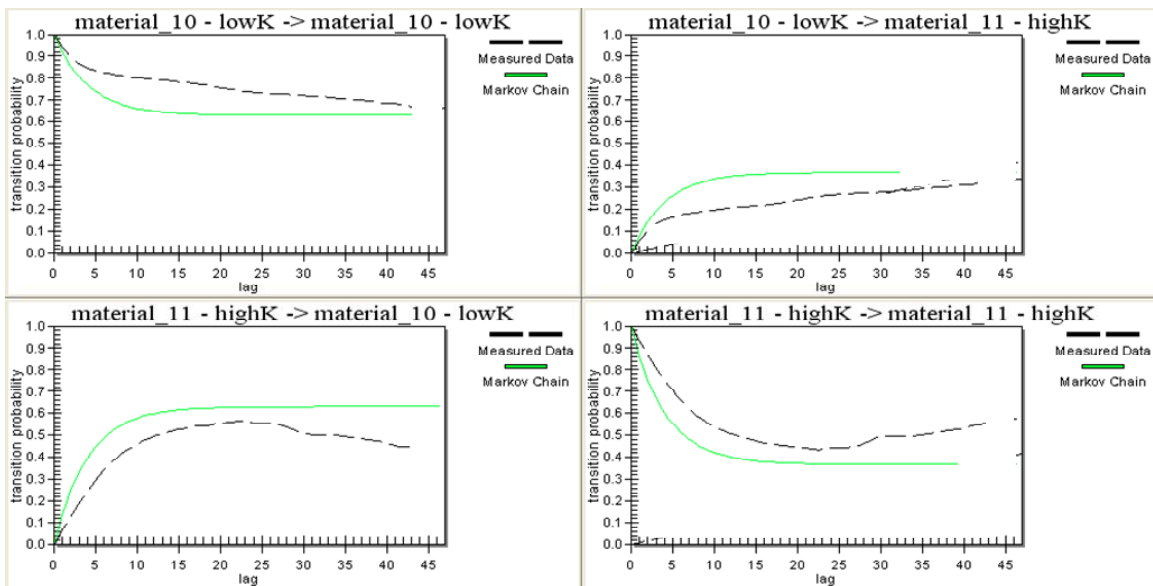 material_10 - lowK -> material_10 - lowK
Measured Data
Markov Chain
transition probability
1.0
0.9
0.8
0.7
0.6
0.5
0.4
0.3
0.2
0.1
0.0
0 5 10 15 20 25 30 35 40 45
lag
material_10 - lowK -> material_11 - highK
Measured Data
Markov Chain
transition probability
1.0
0.9
0.8
0.7
0.6
0.5
0.4
0.3
0.2
0.1
0.0
0 5 10 15 20 25 30 35 40 45
lag
material_11 - highK -> material_10 - lowK
Measured Data
Markov Chain
transition probability
1.0
0.9
0.8
0.7
0.6
0.5
0.4
0.3
0.2
0.1
0.0
0 5 10 15 20 25 30 35 40 45
lag
material_11 - highK -> material_11 - highK
Measured Data
Markov Chain
transition probability
1.0
0.9
0.8
0.7
0.6
0.5
0.4
0.3
0.2
0.1
0.0
0 5 10 15 20 25 30 35 40 45
lag